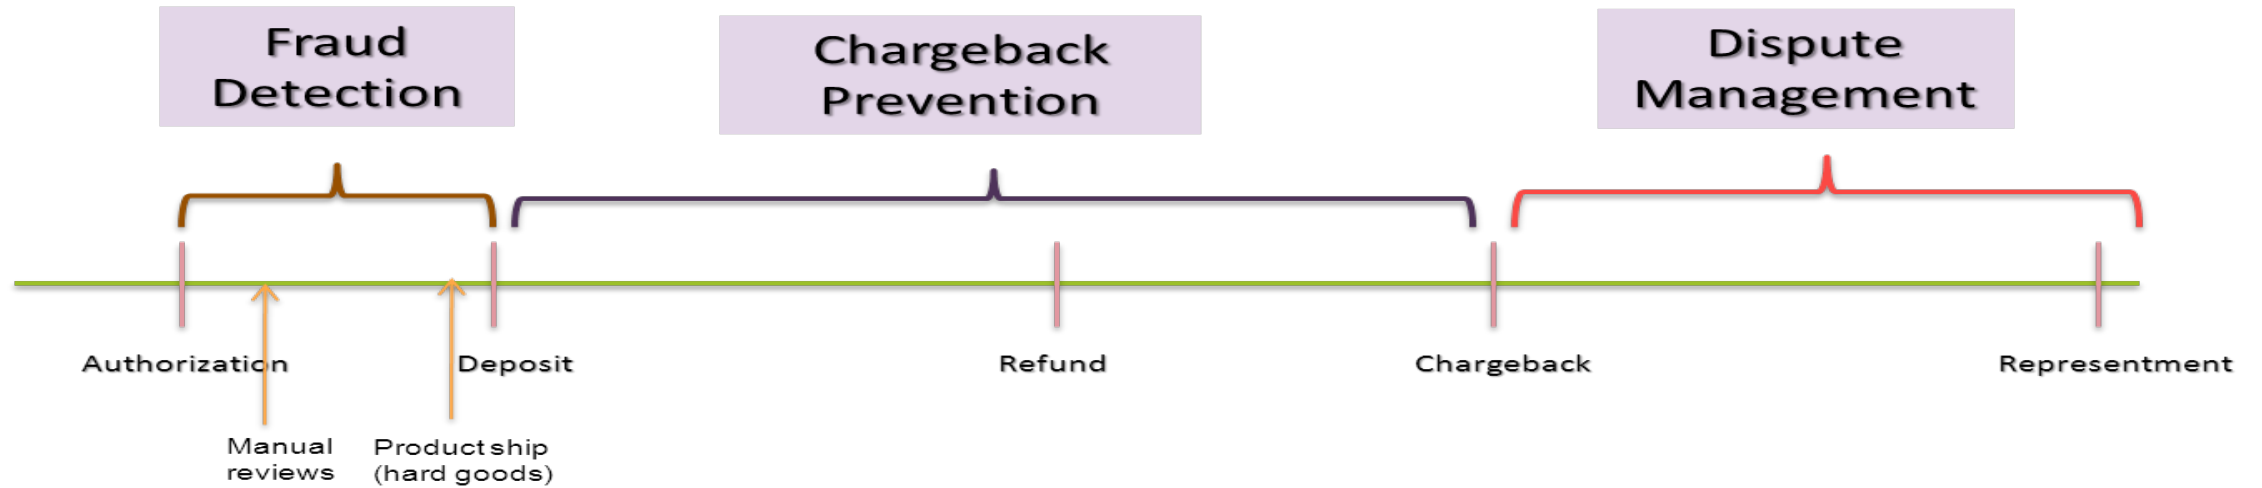 Fraud
Detection
Chargeback
Prevention
Dispute
Management
Authorization
Deposit
Refund
Chargeback
Representment
Manual
reviews
Product ship
(hard goods)